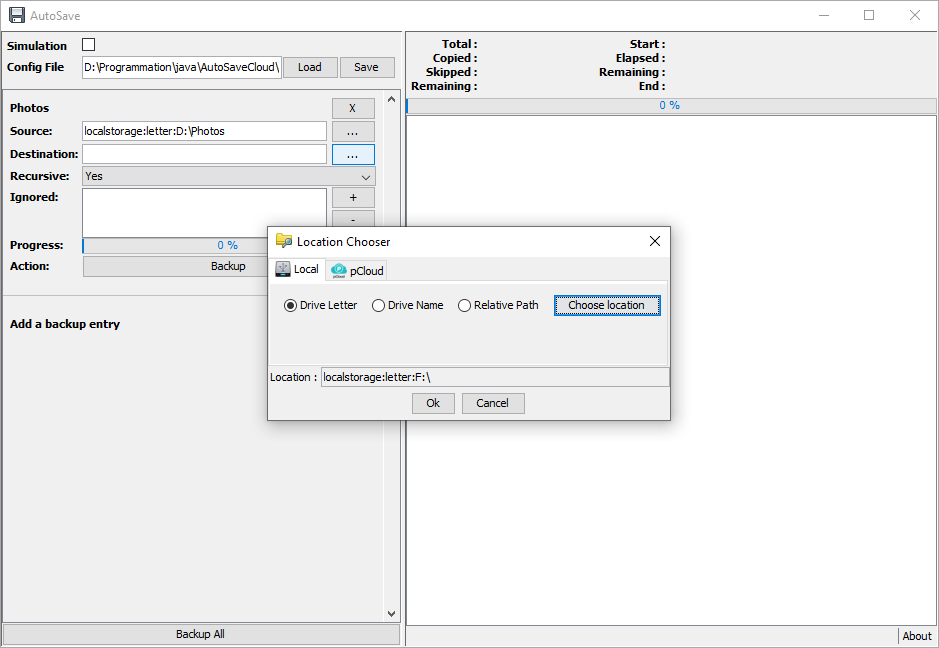 AutoSave
Simulation
Config File D:\Programmation\java\AutoSaveCloud\ Load Save
Photos X
Source: localstorage:letter:D:\Photos ...
Destination: ...
Recursive: Yes
Ignored: +
-
Progress: 0 %
Action: Backup
Add a backup entry
Backup All
Total : Start :
Copied : Elapsed :
Skipped : Remaining :
Remaining : End :
0 %
Location Chooser
Local pCloud
Drive Letter Drive Name Relative Path Choose location
Location : localstorage:letter:F:\
Ok Cancel
About